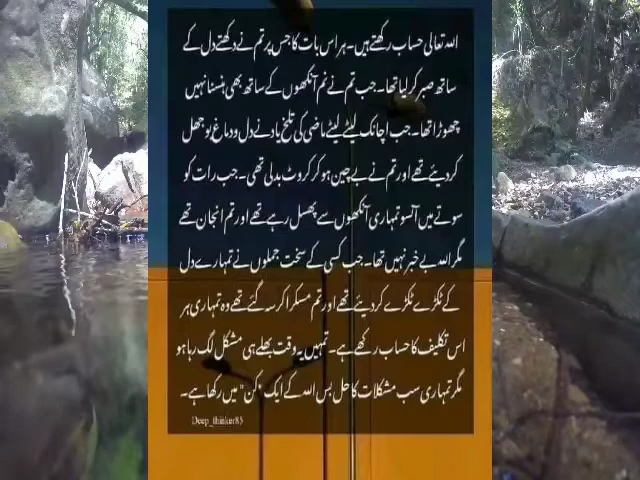 اللہ تعالی حساب رکھتے ہیں۔ ہر اس بات کا جس پر تم نے دکھتے دل کے
ساتھ صبر کر لیا تھا۔ جب تم نے نم آنکھوں کے ساتھ بھی ہنسنا نہیں
چھوڑا تھا۔ جب اچانک لیٹے لیٹے ماضی کی تلخ یاد نے دل و دماغ بوجھل
کر دیئے تھے اور تم نے بے چین ہو کر کروٹ بدلی تھی۔ جب رات کو
سوتے میں آنسو تمہاری آنکھوں سے پھسل رہے تھے اور تم انجان تھے
مگر اللہ بے خبر نہیں تھا۔ جب کسی کے سخت جملوں نے تمہارے دل
کے ٹکڑے ٹکڑے کر دیئے تھے اور تم مسکرا کر سہ گئے تھے وہ تمہاری ہر
اس تکلیف کا حساب رکھے ہے۔ تمہیں۔ وقت بھلے ہی مشکل لگ رہا ہو
مگر تمہاری سب مشکلات کا حل بس اللہ کے ایک "کن" میں رکھا ہے۔
Deep_thinker85